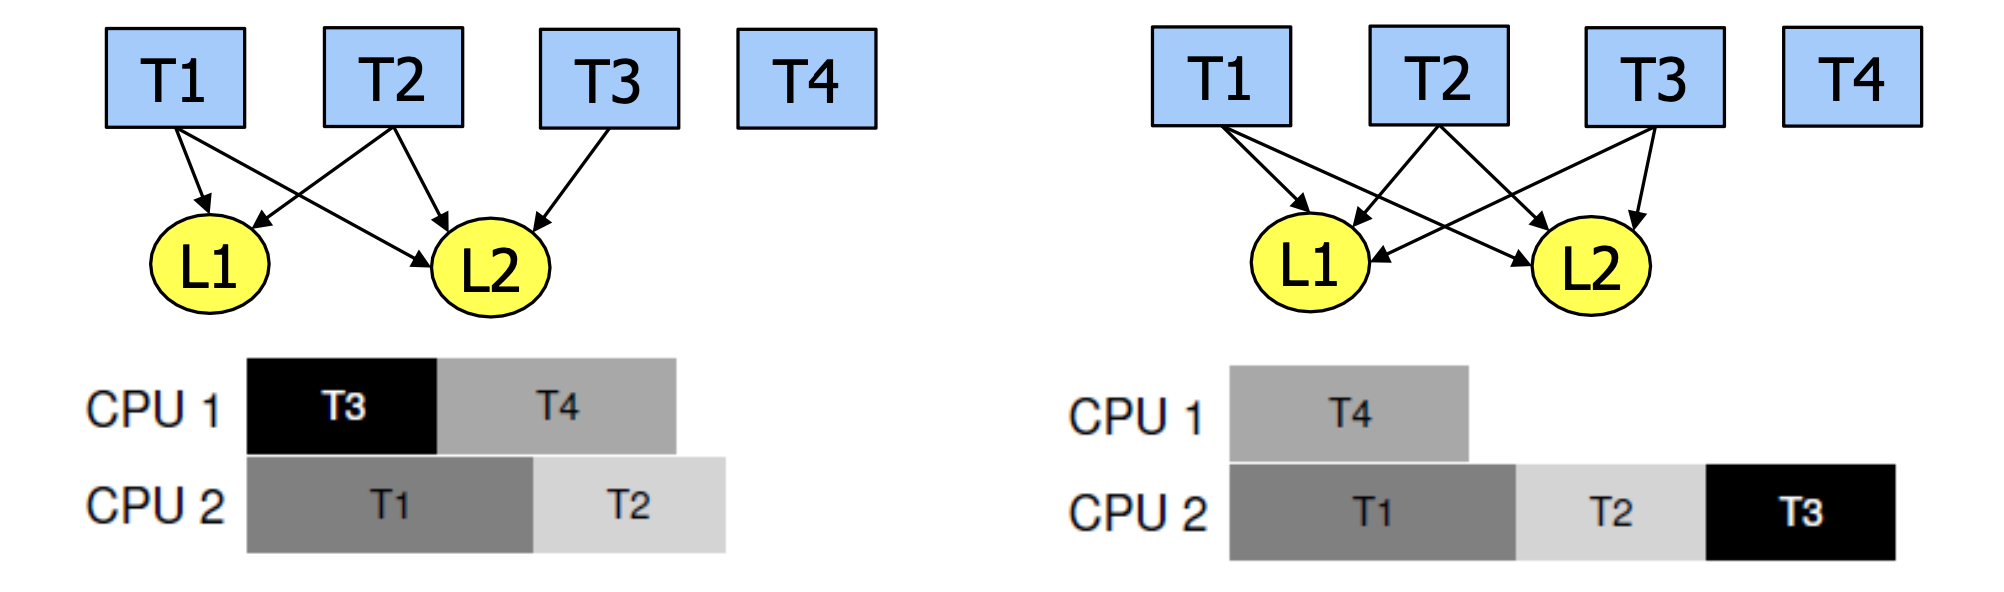 T1 T2 T3 T4
L1 L2
CPU 1 T3 T4
CPU 2 T1 T2
T1 T2 T3 T4
L1 L2
CPU 1 T4
CPU 2 T1 T2 T3